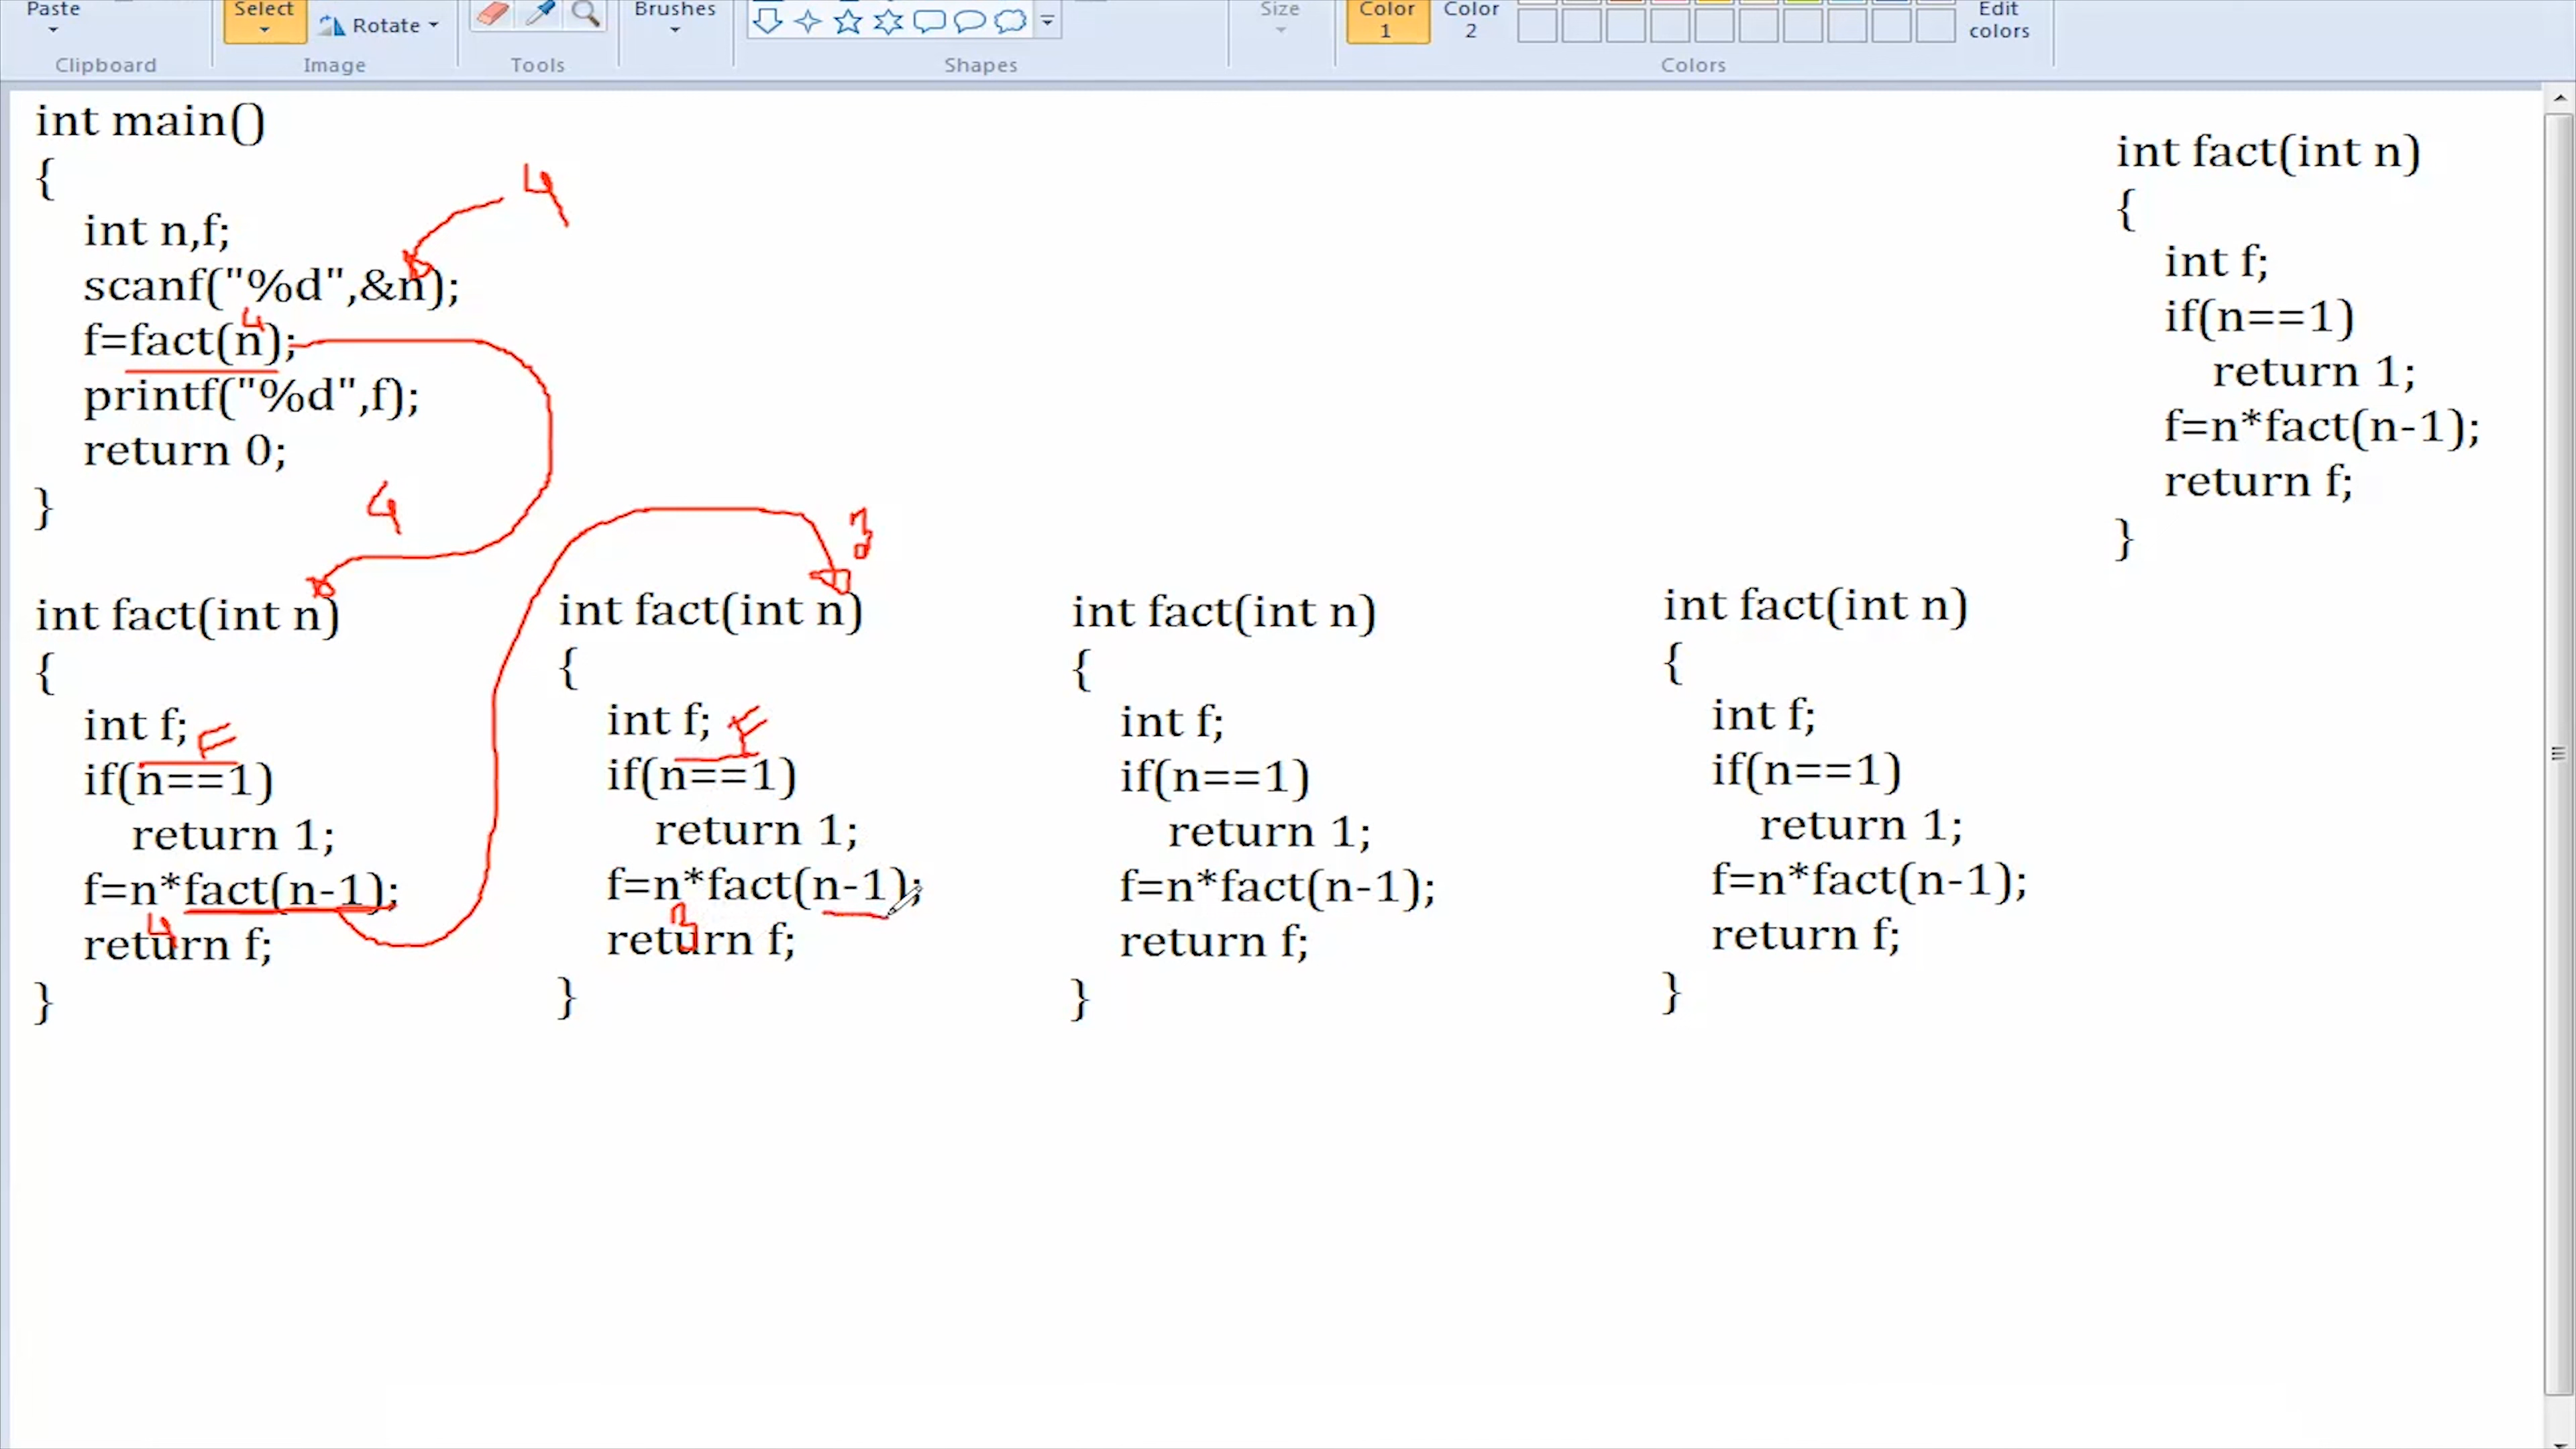 Paste
Select
Rotate
Brushes
Size
Color 1
Color 2
Edit colors
Clipboard
Image
Tools
Shapes
Colors
int main()
{
int n,f;
scanf("%d",&n);
f=fact(n);
printf("%d",f);
return 0;
}
4
4
4
int fact(int n)
{
int f;
if(n==1)
return 1;
f=n*fact(n-1);
return f;
}
F
4
3
int fact(int n)
{
int f;
if(n==1)
return 1;
f=n*fact(n-1);
return f;
}
F
3
int fact(int n)
{
int f;
if(n==1)
return 1;
f=n*fact(n-1);
return f;
}
int fact(int n)
{
int f;
if(n==1)
return 1;
f=n*fact(n-1);
return f;
}
int fact(int n)
{
int f;
if(n==1)
return 1;
f=n*fact(n-1);
return f;
}